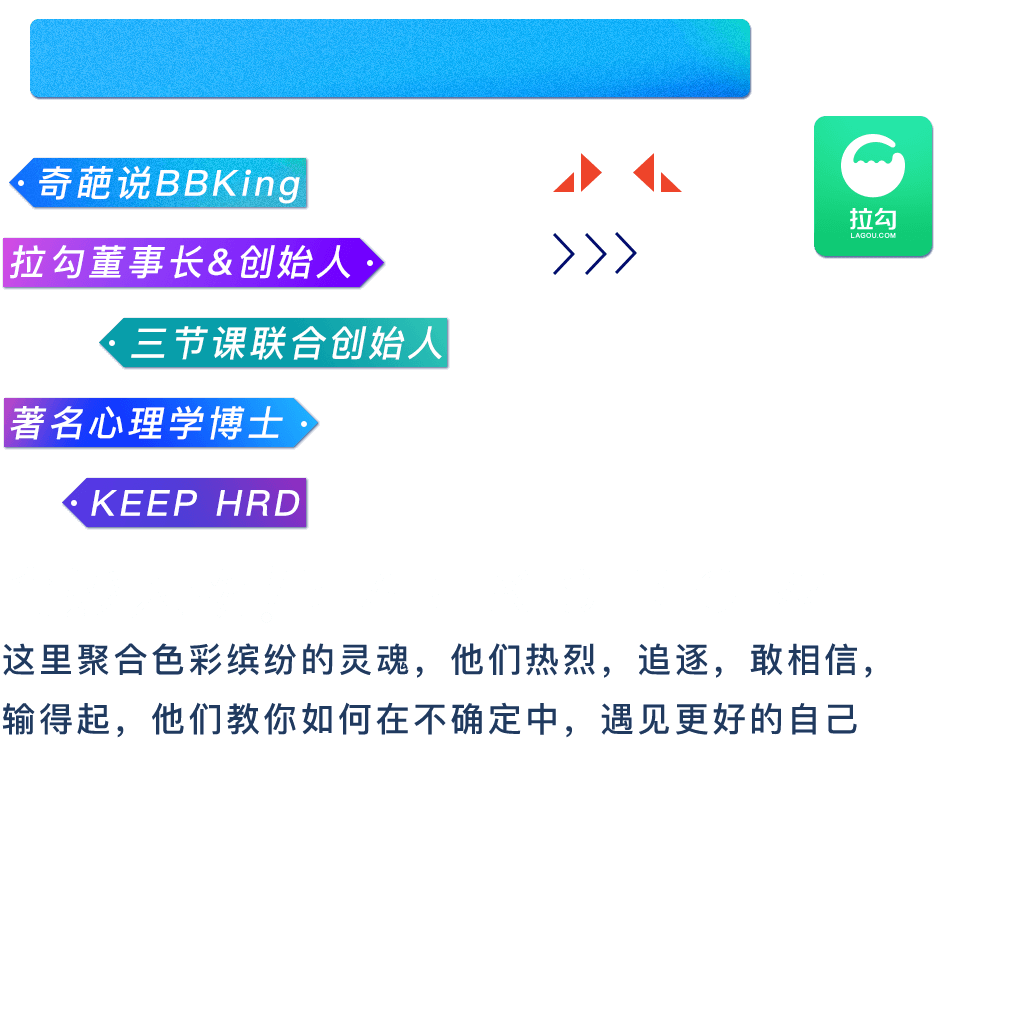 奇葩说BBKing
拉勾
LAGOU.COM
拉勾董事长&创始人
三节课联合创始人
著名心理学博士
KEEP HRD
这里聚合色彩缤纷的灵魂，他们热烈，追逐，敢相信，
输得起，他们教你如何在不确定中，遇见更好的自己